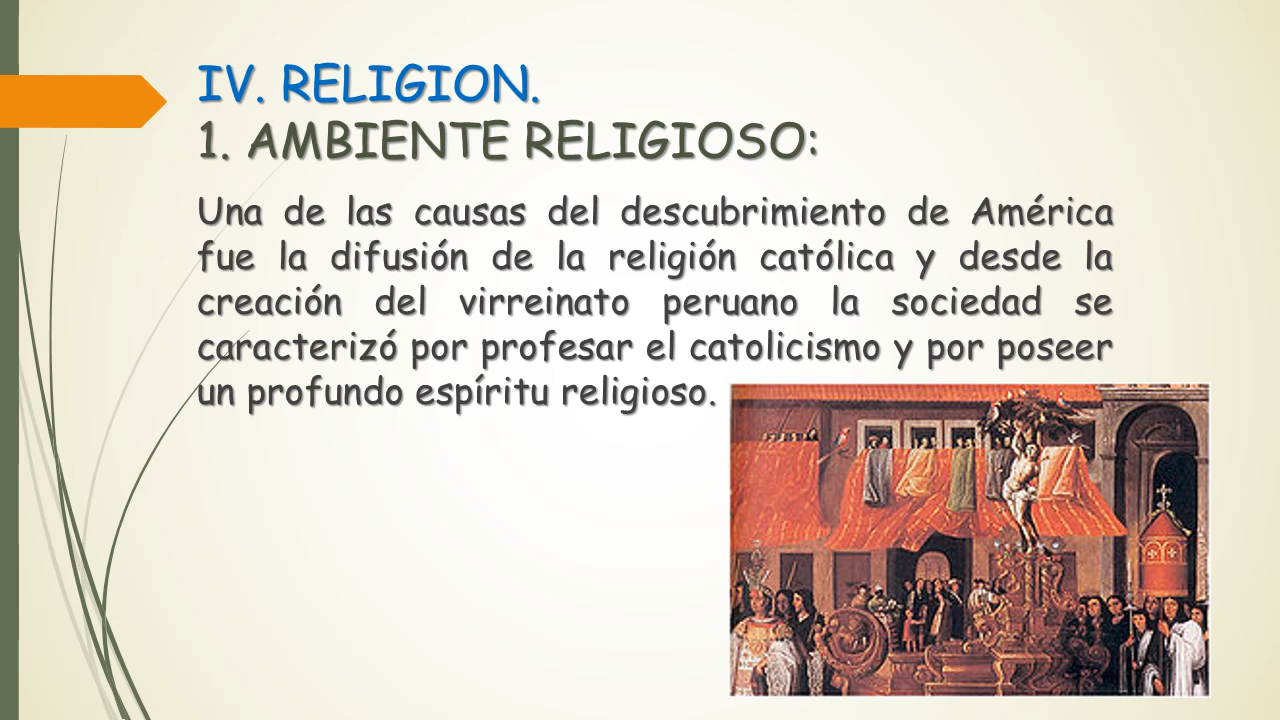 IV. RELIGION.
1. AMBIENTE RELIGIOSO:
Una de las causas del descubrimiento de América
fue la difusión de la religión católica y desde la
creación del virreinato peruano la sociedad se
caracterizó por profesar el catolicismo y por poseer
un profundo espíritu religioso.